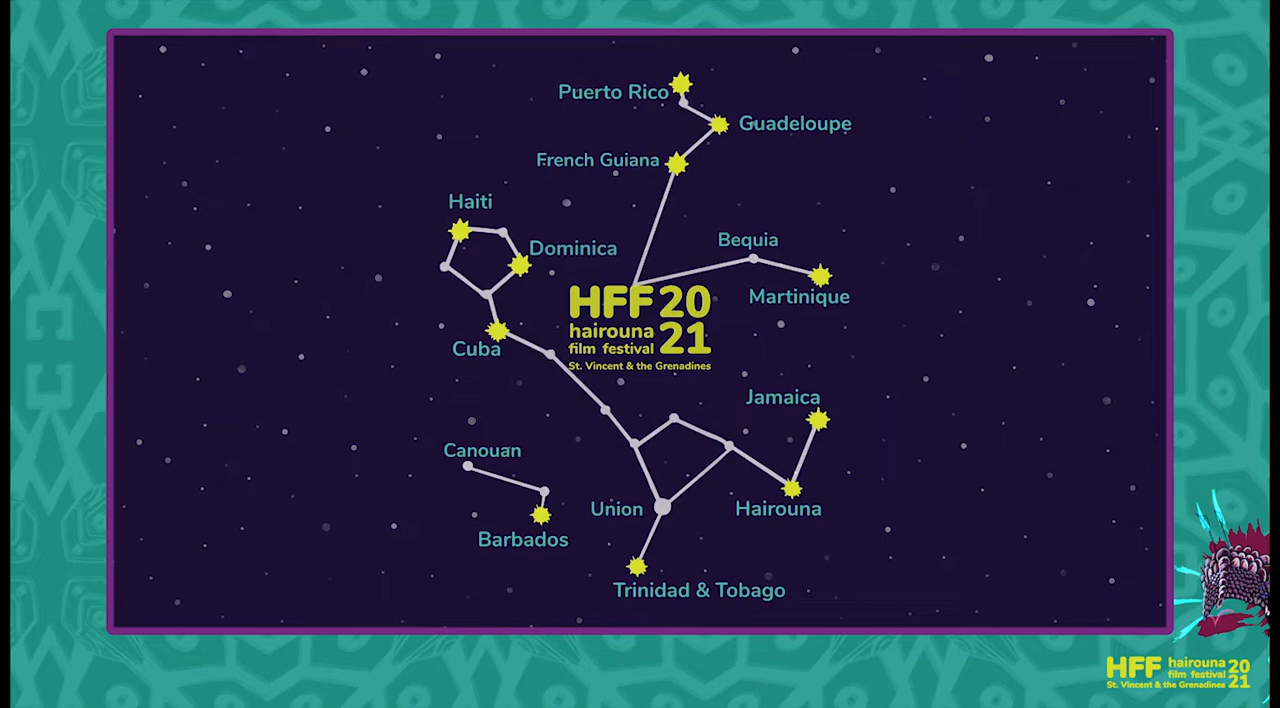 Puerto Rico
Guadeloupe
French Guiana
Haiti
Dominica
Bequia
Martinique
HFF 20
hairouna 21
film festival
St. Vincent & the Grenadines
Cuba
Jamaica
Canouan
Union
Hairouna
Barbados
Trinidad & Tobago
HFF hairouna 20
film festival 21
St. Vincent & the Grenadines